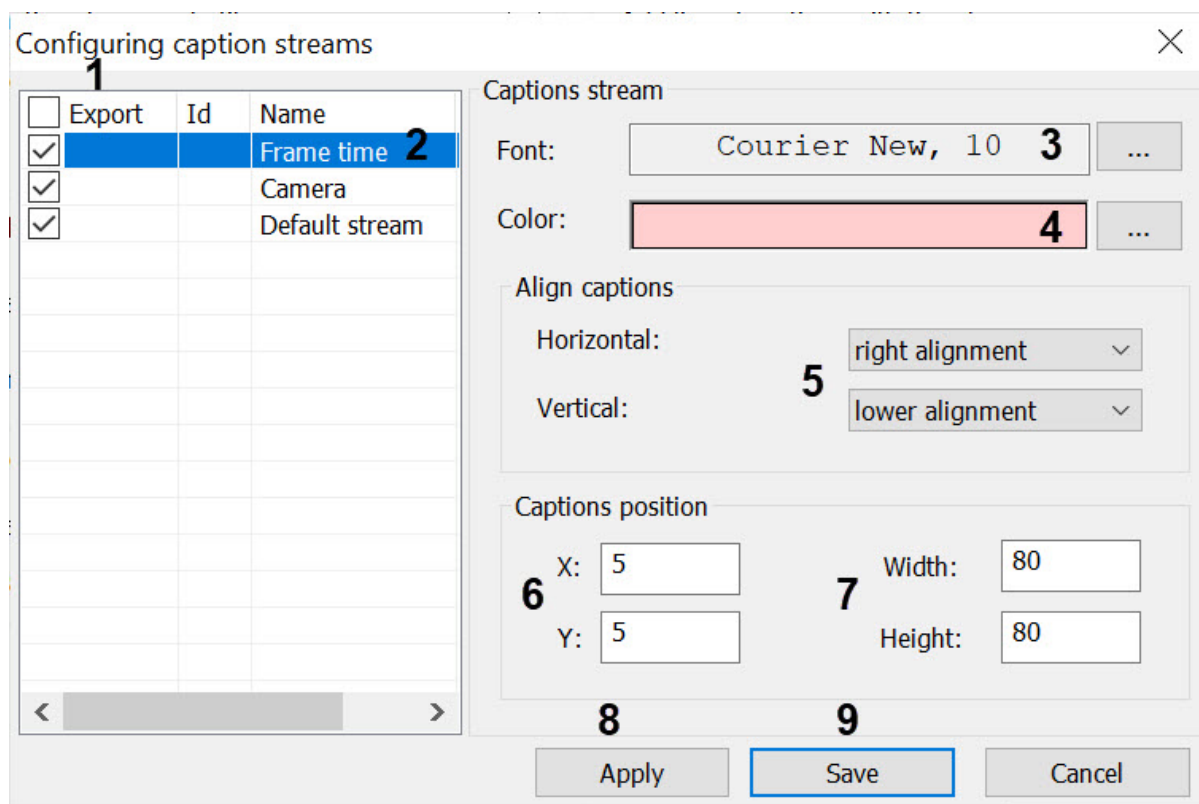 Configuring caption streams
1
Export Id Name
Frame time 2
Camera
Default stream
Captions stream
Font: Courier New, 10 3 ...
Color: 4 ...
Align captions
Horizontal: right alignment
5
Vertical: lower alignment
Captions position
X: 5 Width: 80
6 7
Y: 5 Height: 80
8 9
Apply Save Cancel